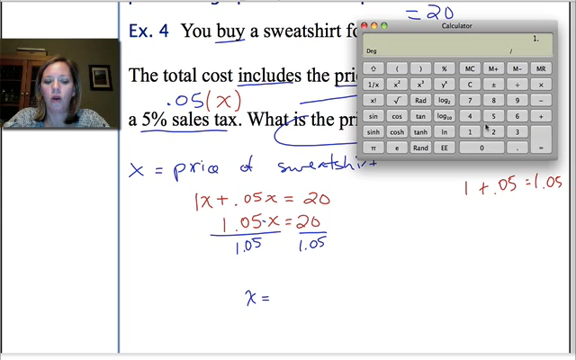 = 20
Ex. 4 You buy a sweatshirt fo
The total cost includes the pri
.05(x)
a 5% sales tax. What is the pri
x = price of sweatshirt
1x + .05x = 20
1 + .05 = 1.05
1.05 · x = 20
1.05 1.05
x =
Calculator
1.
Deg /
( ) % MC M+ M- MR
1/x x² x³ yˣ C ± ÷ ×
x! √ Rad log₂ 7 8 9 −
sin cos tan log₁₀ 4 5 6 +
sinh cosh tanh ln 1 2 3
π e Rand EE 0 . =